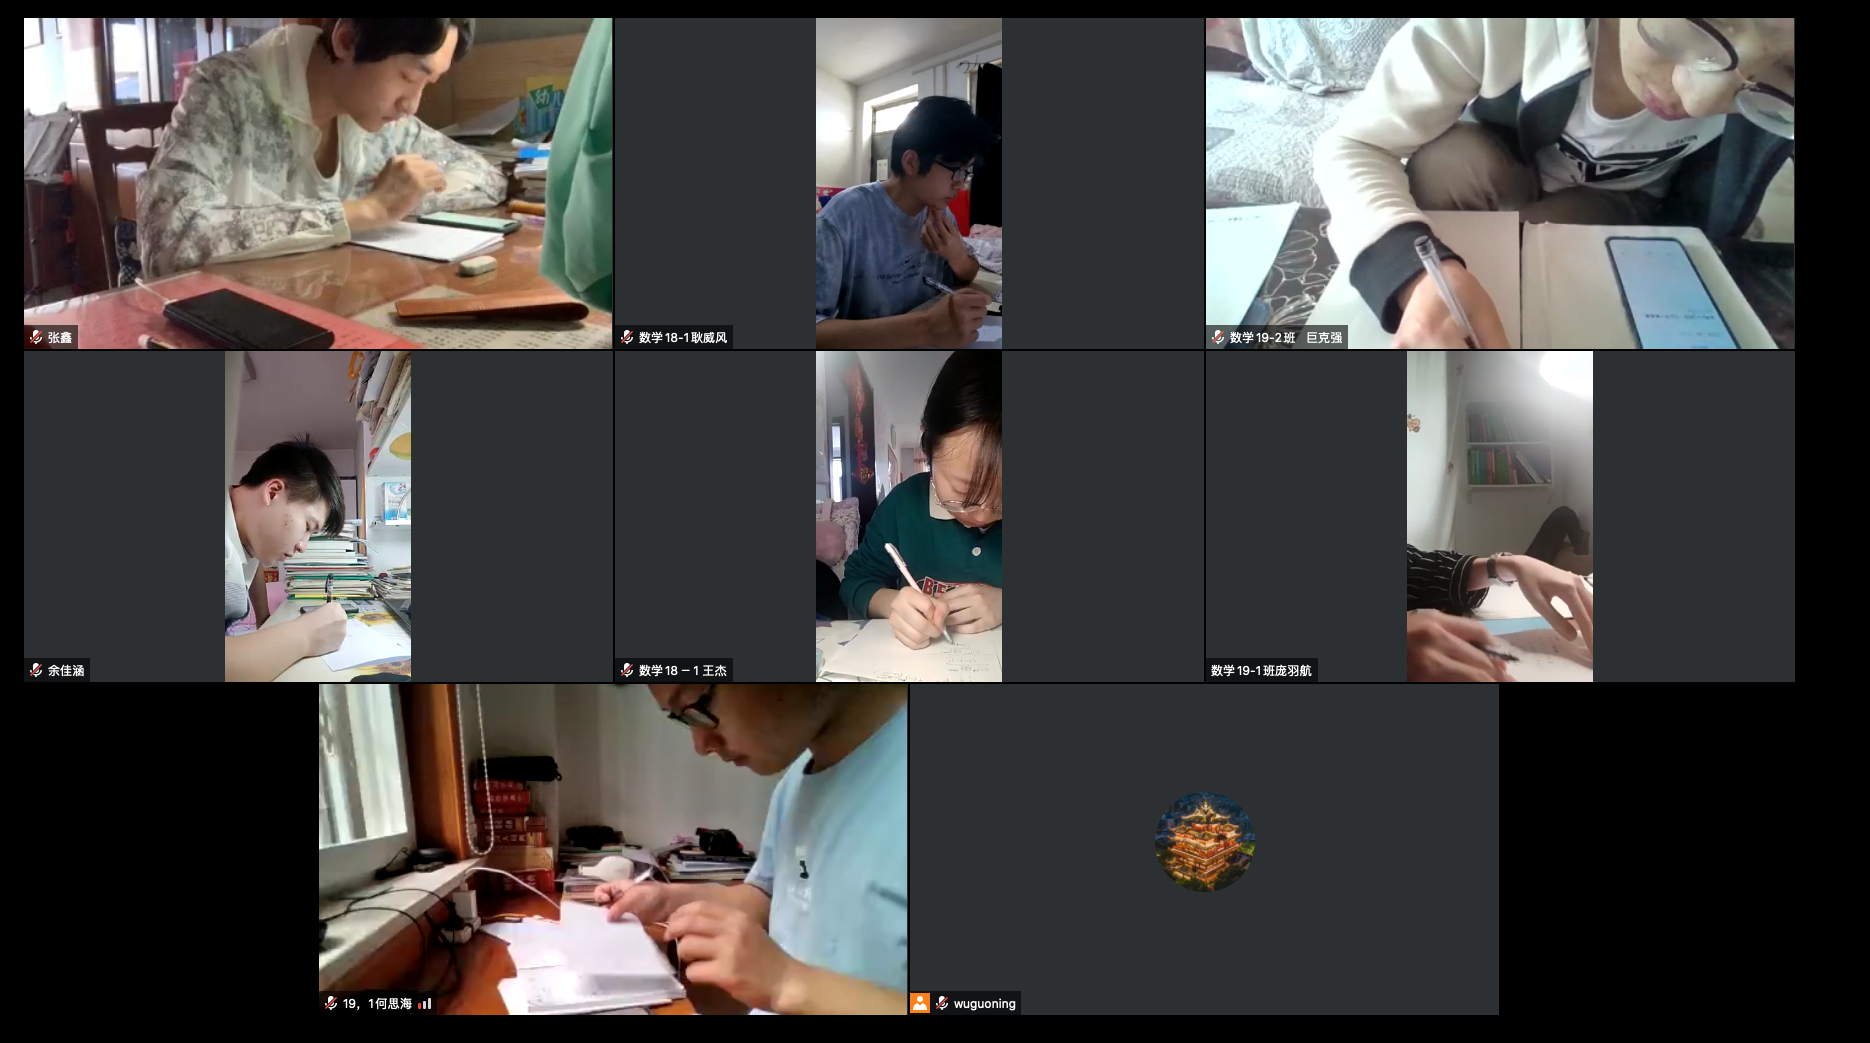 幼儿
张鑫
数学18-1耿威风
数学19-2班 巨克强
余佳涵
数学18－1 王杰
数学19-1班庞羽航
19，1何思海
wuguoning